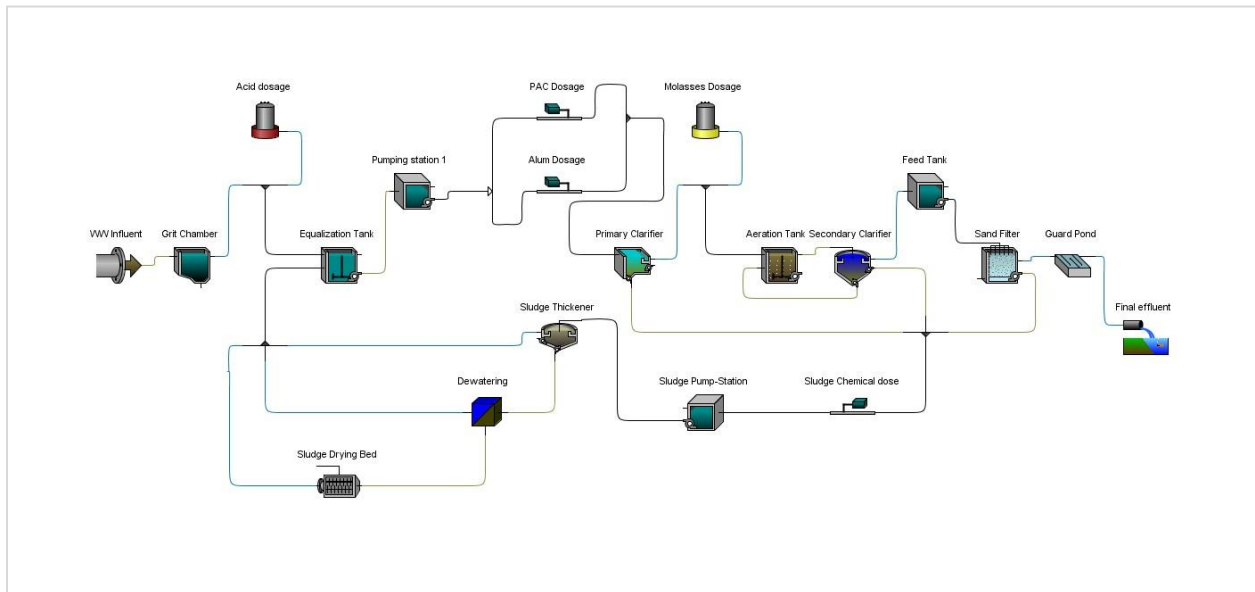 Acid dosage
PAC Dosage
Molasses Dosage
Pumping station 1
Alum Dosage
Feed Tank
WW Influent
Grit Chamber
Equalization Tank
Primary Clarifier
Aeration Tank
Secondary Clarifier
Sand Filter
Guard Pond
Sludge Thickener
Final effluent
Dewatering
Sludge Pump-Station
Sludge Chemical dose
Sludge Drying Bed